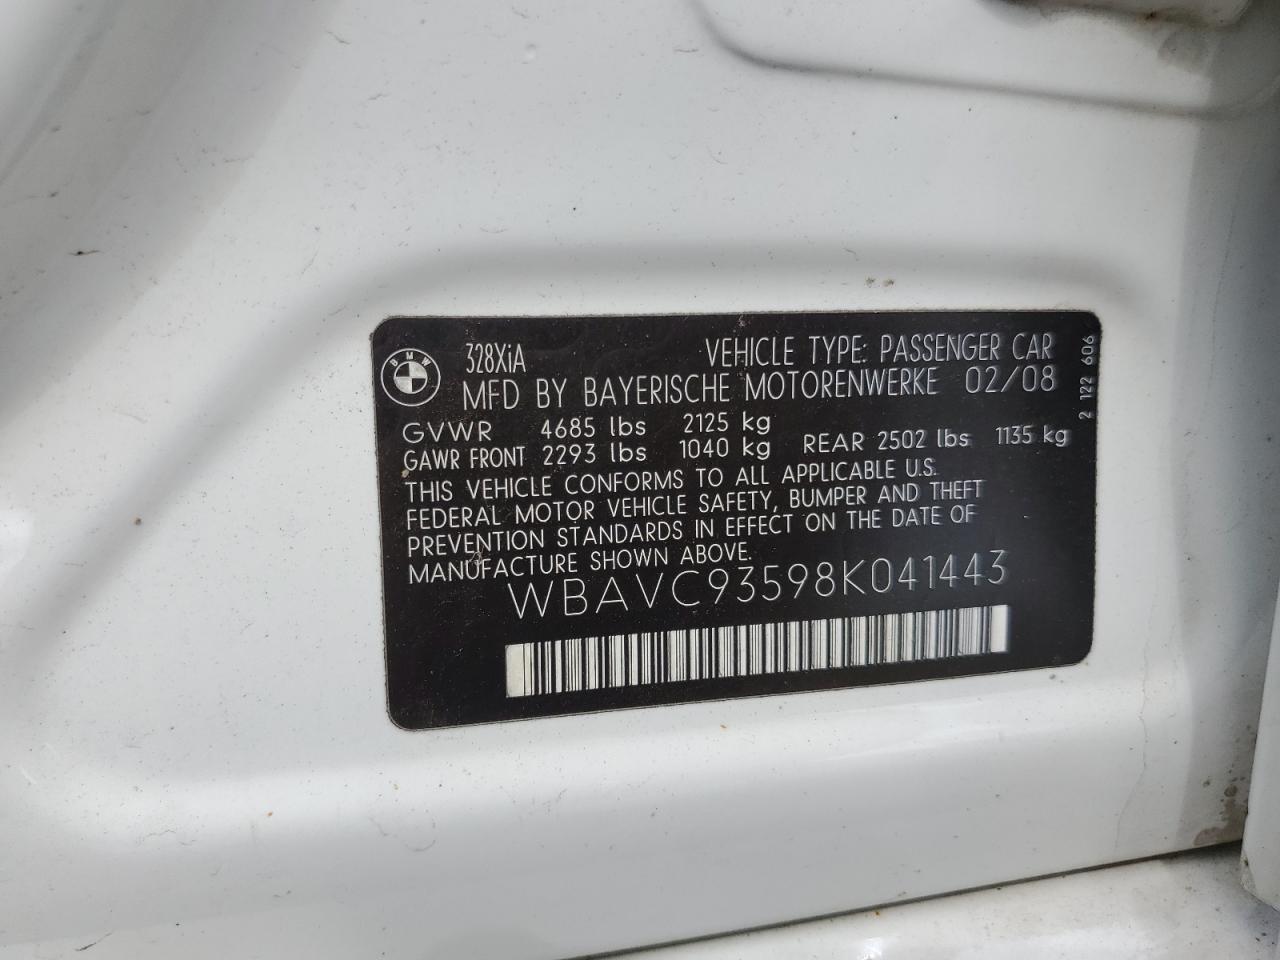 BMW
328XiA VEHICLE TYPE: PASSENGER CAR
MFD BY BAYERISCHE MOTORENWERKE 02/08
GVWR 4685 lbs 2125 kg
GAWR FRONT 2293 lbs 1040 kg REAR 2502 lbs 1135 kg
THIS VEHICLE CONFORMS TO ALL APPLICABLE U.S.
FEDERAL MOTOR VEHICLE SAFETY, BUMPER AND THEFT
PREVENTION STANDARDS IN EFFECT ON THE DATE OF
MANUFACTURE SHOWN ABOVE.
WBAVC93598K041443
2 122 606